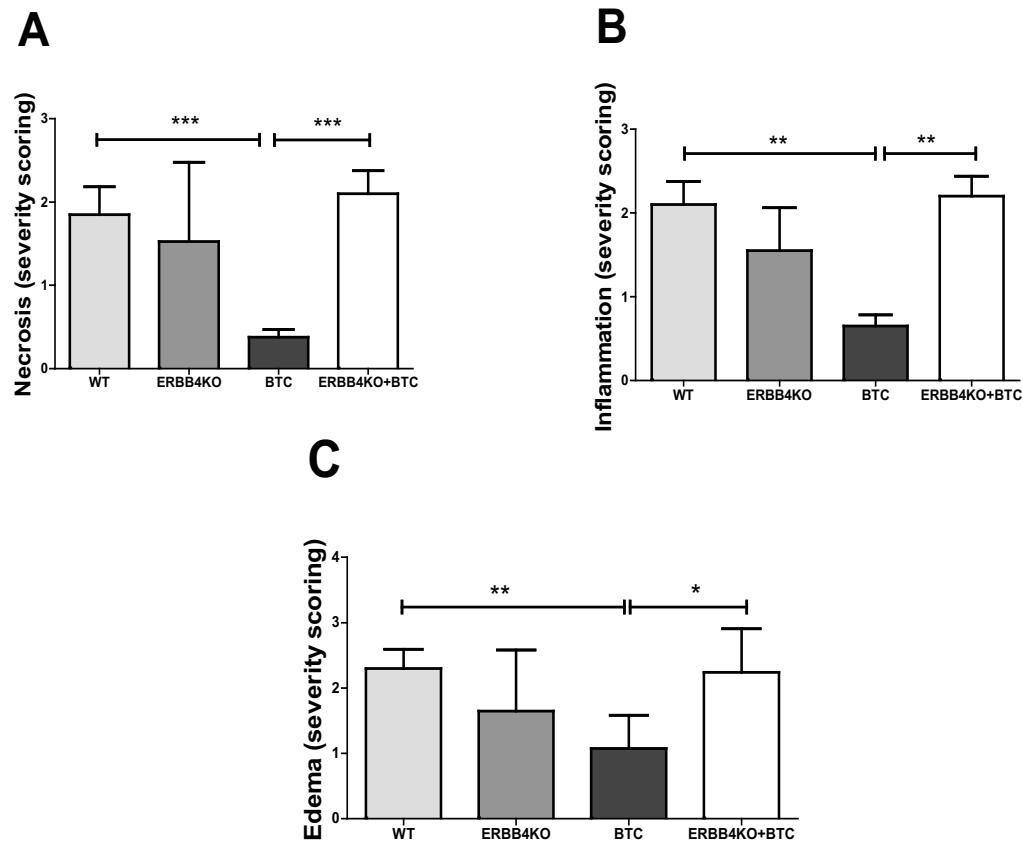 A
Necrosis (severity scoring)
3
2
1
0
*** ***
WT ERBB4KO BTC ERBB4KO+BTC
B
Inflammation (severity scoring)
3
2
1
0
** **
WT ERBB4KO BTC ERBB4KO+BTC
C
Edema (severity scoring)
4
3
2
1
0
** *
WT ERBB4KO BTC ERBB4KO+BTC